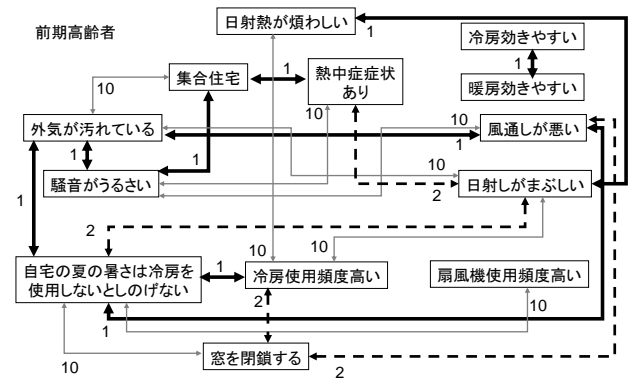 前期高齢者
日射熱が煩わしい
1
冷房効きやすい
1
暖房効きやすい
10
集合住宅
1
熱中症症状
あり
10
外気が汚れている
10
1
風通しが悪い
1
1
騒音がうるさい
10
日射しがまぶしい
2
1
2
10
10
自宅の夏の暑さは冷房を
使用しないとしのげない
1
冷房使用頻度高い
2
扇風機使用頻度高い
10
1
10
窓を閉鎖する
2